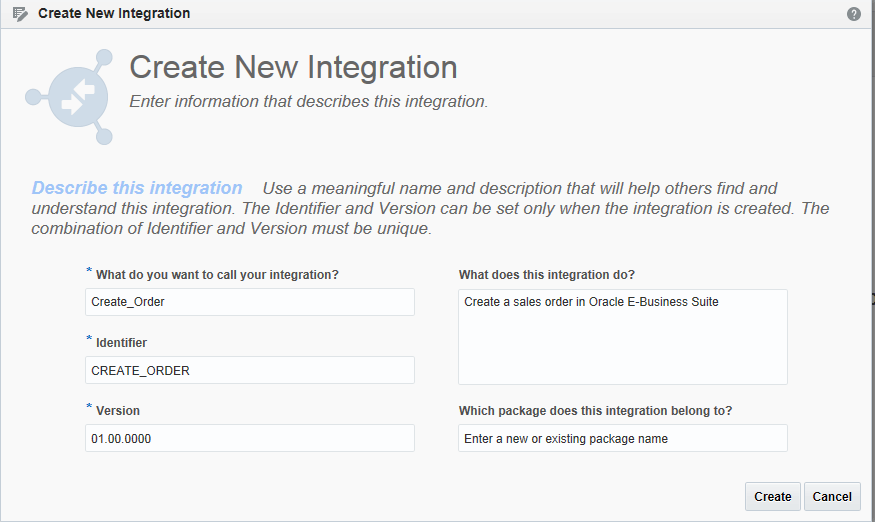 Create New Integration
?
Create New Integration
Enter information that describes this integration.
Describe this integration Use a meaningful name and description that will help others find and
understand this integration. The Identifier and Version can be set only when the integration is created. The
combination of Identifier and Version must be unique.
* What do you want to call your integration?
Create_Order
* Identifier
CREATE_ORDER
* Version
01.00.0000
What does this integration do?
Create a sales order in Oracle E-Business Suite
Which package does this integration belong to?
Enter a new or existing package name
Create Cancel